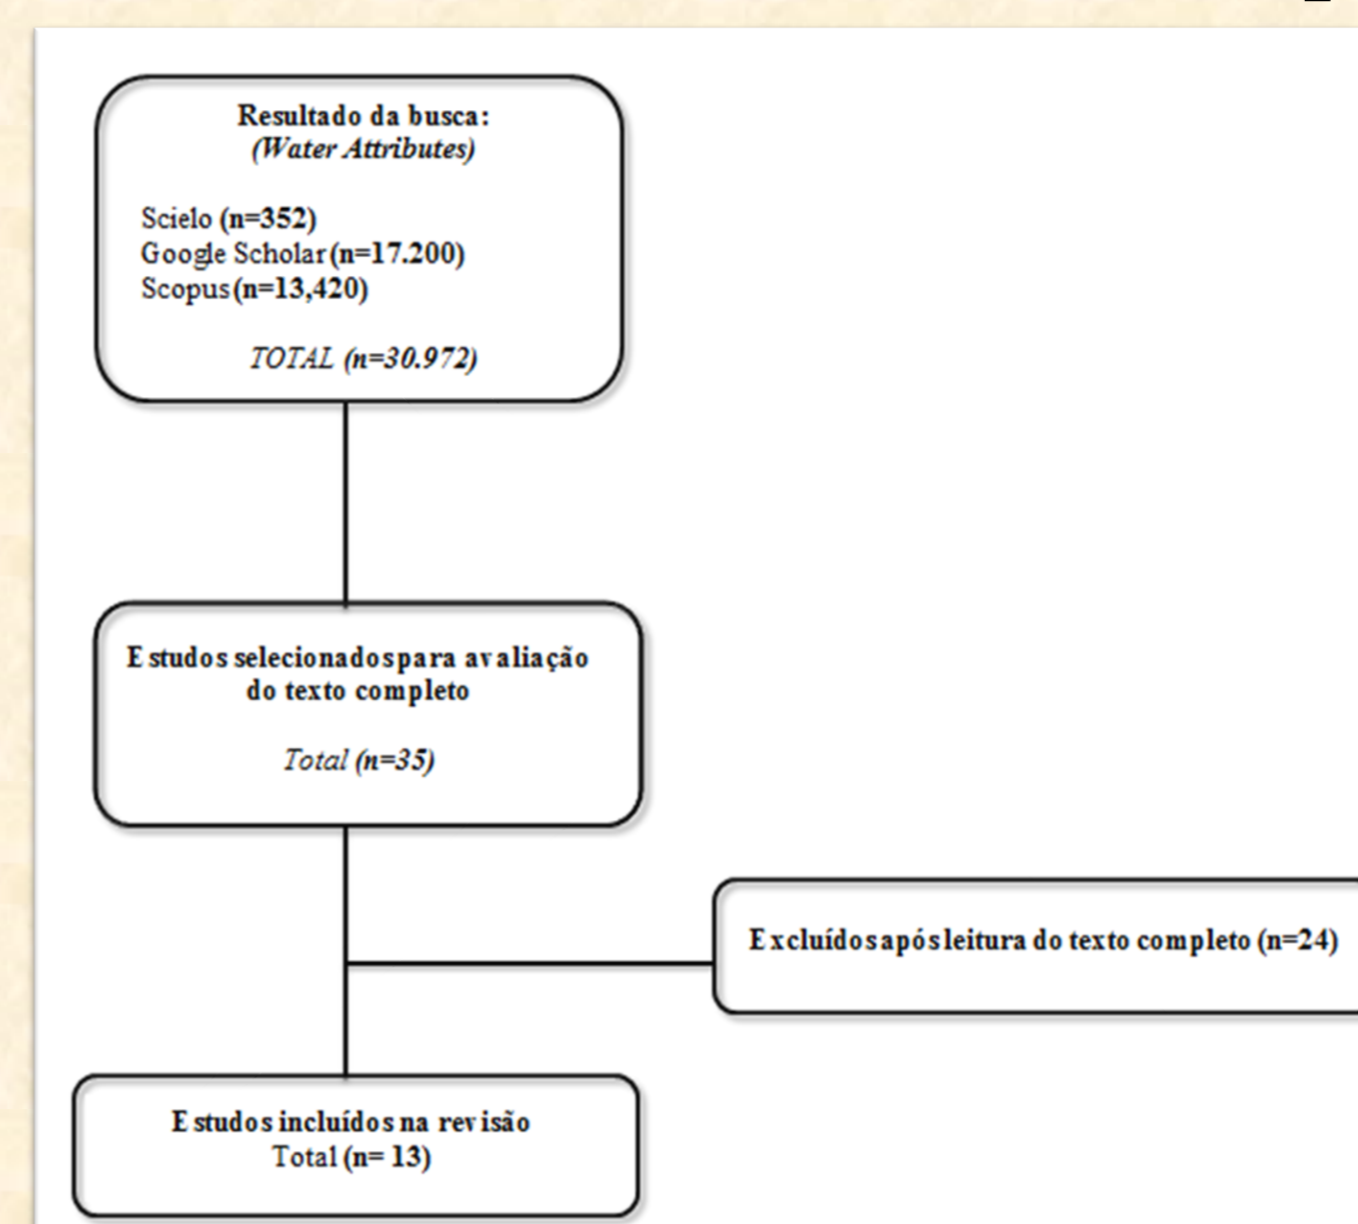 Resultado da busca:
(Water Attributes)
Scielo (n=352)
Google Scholar (n=17.200)
Scopus (n=13,420)
TOTAL (n=30.972)
Estudos selecionados para avaliação
do texto completo
Total (n=35)
Excluídos após leitura do texto completo (n=24)
Estudos incluídos na revisão
Total (n= 13)